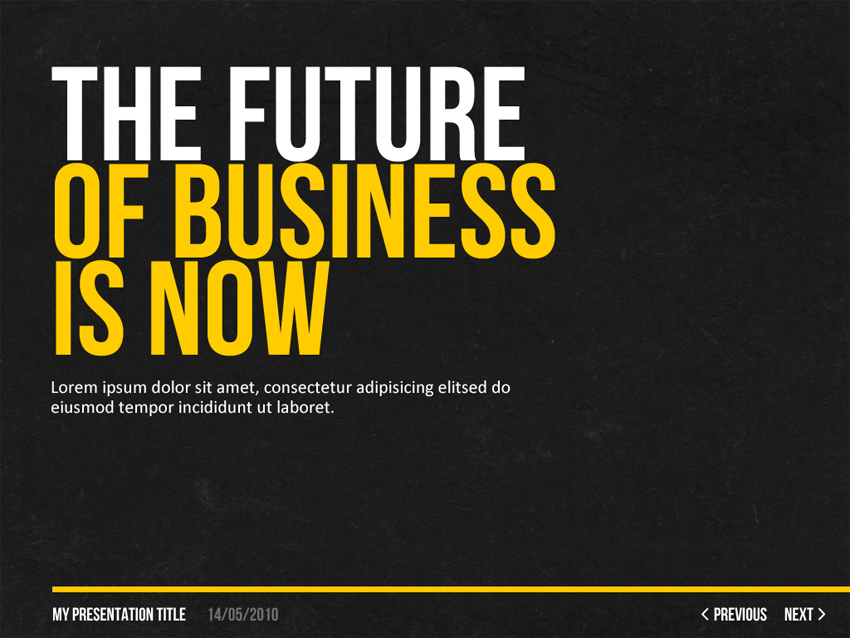 THE FUTURE
OF BUSINESS
IS NOW
Lorem ipsum dolor sit amet, consectetur adipisicing elitsed do
eiusmod tempor incididunt ut laboret.
MY PRESENTATION TITLE 14/05/2010 < PREVIOUS NEXT >